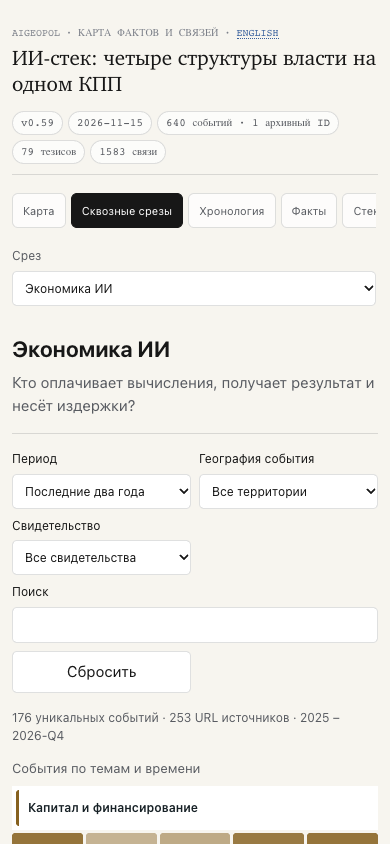 AIGEOPOL • КАРТА ФАКТОВ И СВЯЗЕЙ • ENGLISH
ИИ-стек: четыре структуры власти на
одном КПП
v0.59
2026-11-15
640 событий · 1 архивный ID
79 тезисов
1583 связи
Карта
Сквозные срезы
Хронология
Факты
Стек
Срез
Экономика ИИ
Экономика ИИ
Кто оплачивает вычисления, получает результат и
несёт издержки?
Период
География события
Последние два года
Все территории
Свидетельство
Все свидетельства
Поиск
Сбросить
176 уникальных событий · 253 URL источников · 2025 –
2026-Q4
События по темам и времени
Капитал и финансирование